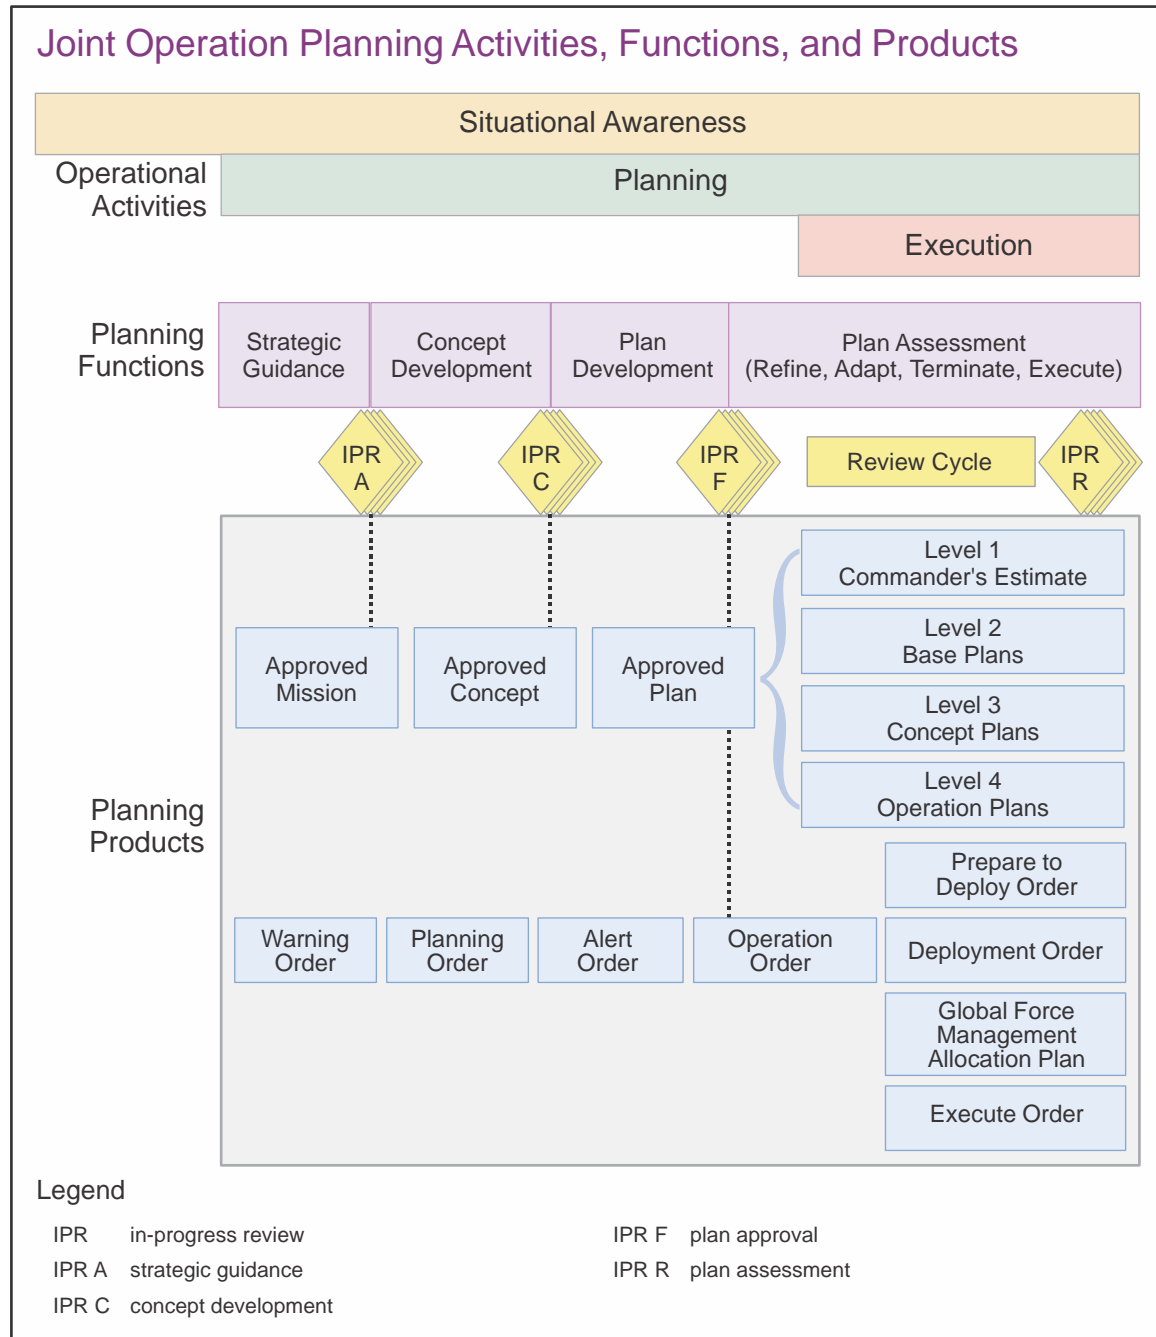 Joint Operation Planning Activities, Functions, and Products
Situational Awareness
Operational
Activities
Planning
Execution
Planning
Functions
Strategic
Guidance
Concept
Development
Plan
Development
Plan Assessment
(Refine, Adapt, Terminate, Execute)
IPR
A
IPR
C
IPR
F
Review Cycle
IPR
R
Planning
Products
Approved
Mission
Approved
Concept
Approved
Plan
Level 1
Commander's Estimate
Level 2
Base Plans
Level 3
Concept Plans
Level 4
Operation Plans
Prepare to
Deploy Order
Warning
Order
Planning
Order
Alert
Order
Operation
Order
Deployment Order
Global Force
Management
Allocation Plan
Execute Order
Legend
IPR in-progress review
IPR A strategic guidance
IPR C concept development
IPR F plan approval
IPR R plan assessment